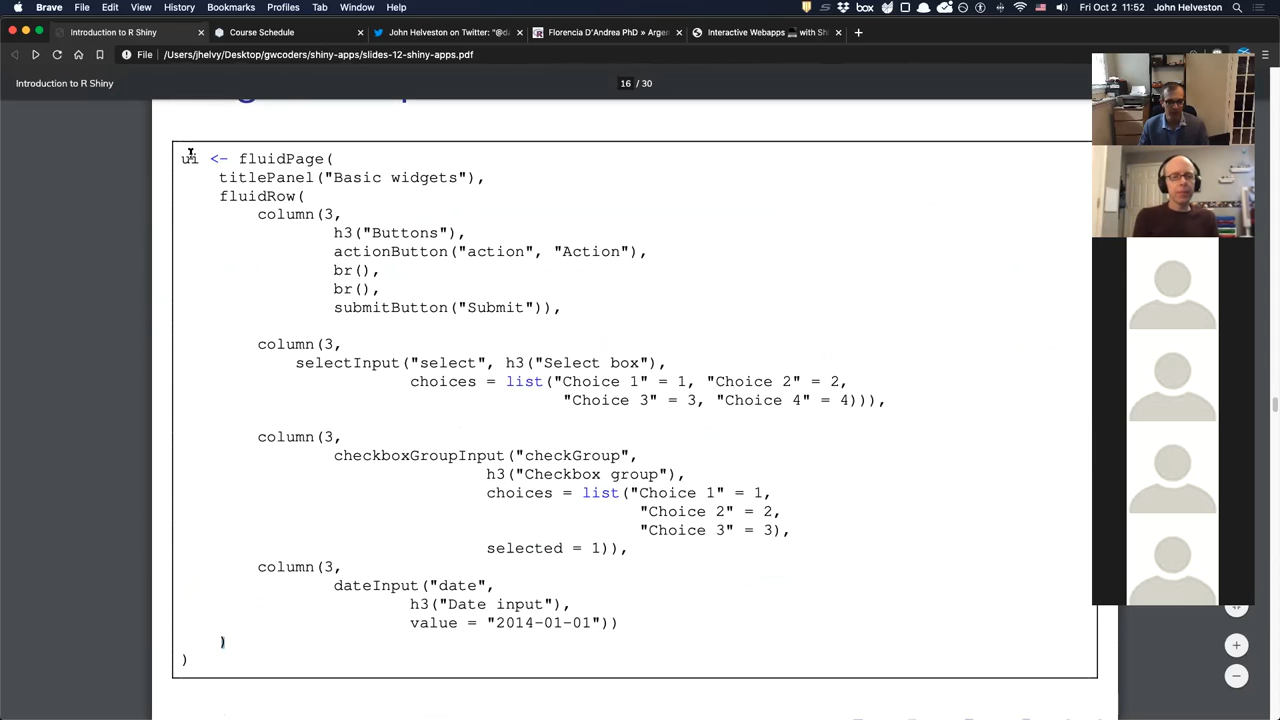 Brave File Edit View History Bookmarks People Tab Window Help
box
Fri Oct 2 11:52 John Helveston
Introduction to R Shiny
Course Schedule
John Helveston on Twitter: "@da
Florencia D'Andrea PhD » Arge
Interactive Webapps with Sh
File /Users/jhelvy/Desktop/gwcoders/shiny-apps/slides-12-shiny-apps.pdf
Introduction to R Shiny
16 / 30
ui <- fluidPage(
titlePanel("Basic widgets"),
fluidRow(
column(3,
h3("Buttons"),
actionButton("action", "Action"),
br(),
br(),
submitButton("Submit")),
column(3,
selectInput("select", h3("Select box"),
choices = list("Choice 1" = 1, "Choice 2" = 2,
"Choice 3" = 3, "Choice 4" = 4))),
column(3,
checkboxGroupInput("checkGroup",
h3("Checkbox group"),
choices = list("Choice 1" = 1,
"Choice 2" = 2,
"Choice 3" = 3),
selected = 1)),
column(3,
dateInput("date",
h3("Date input"),
value = "2014-01-01"))
)
)